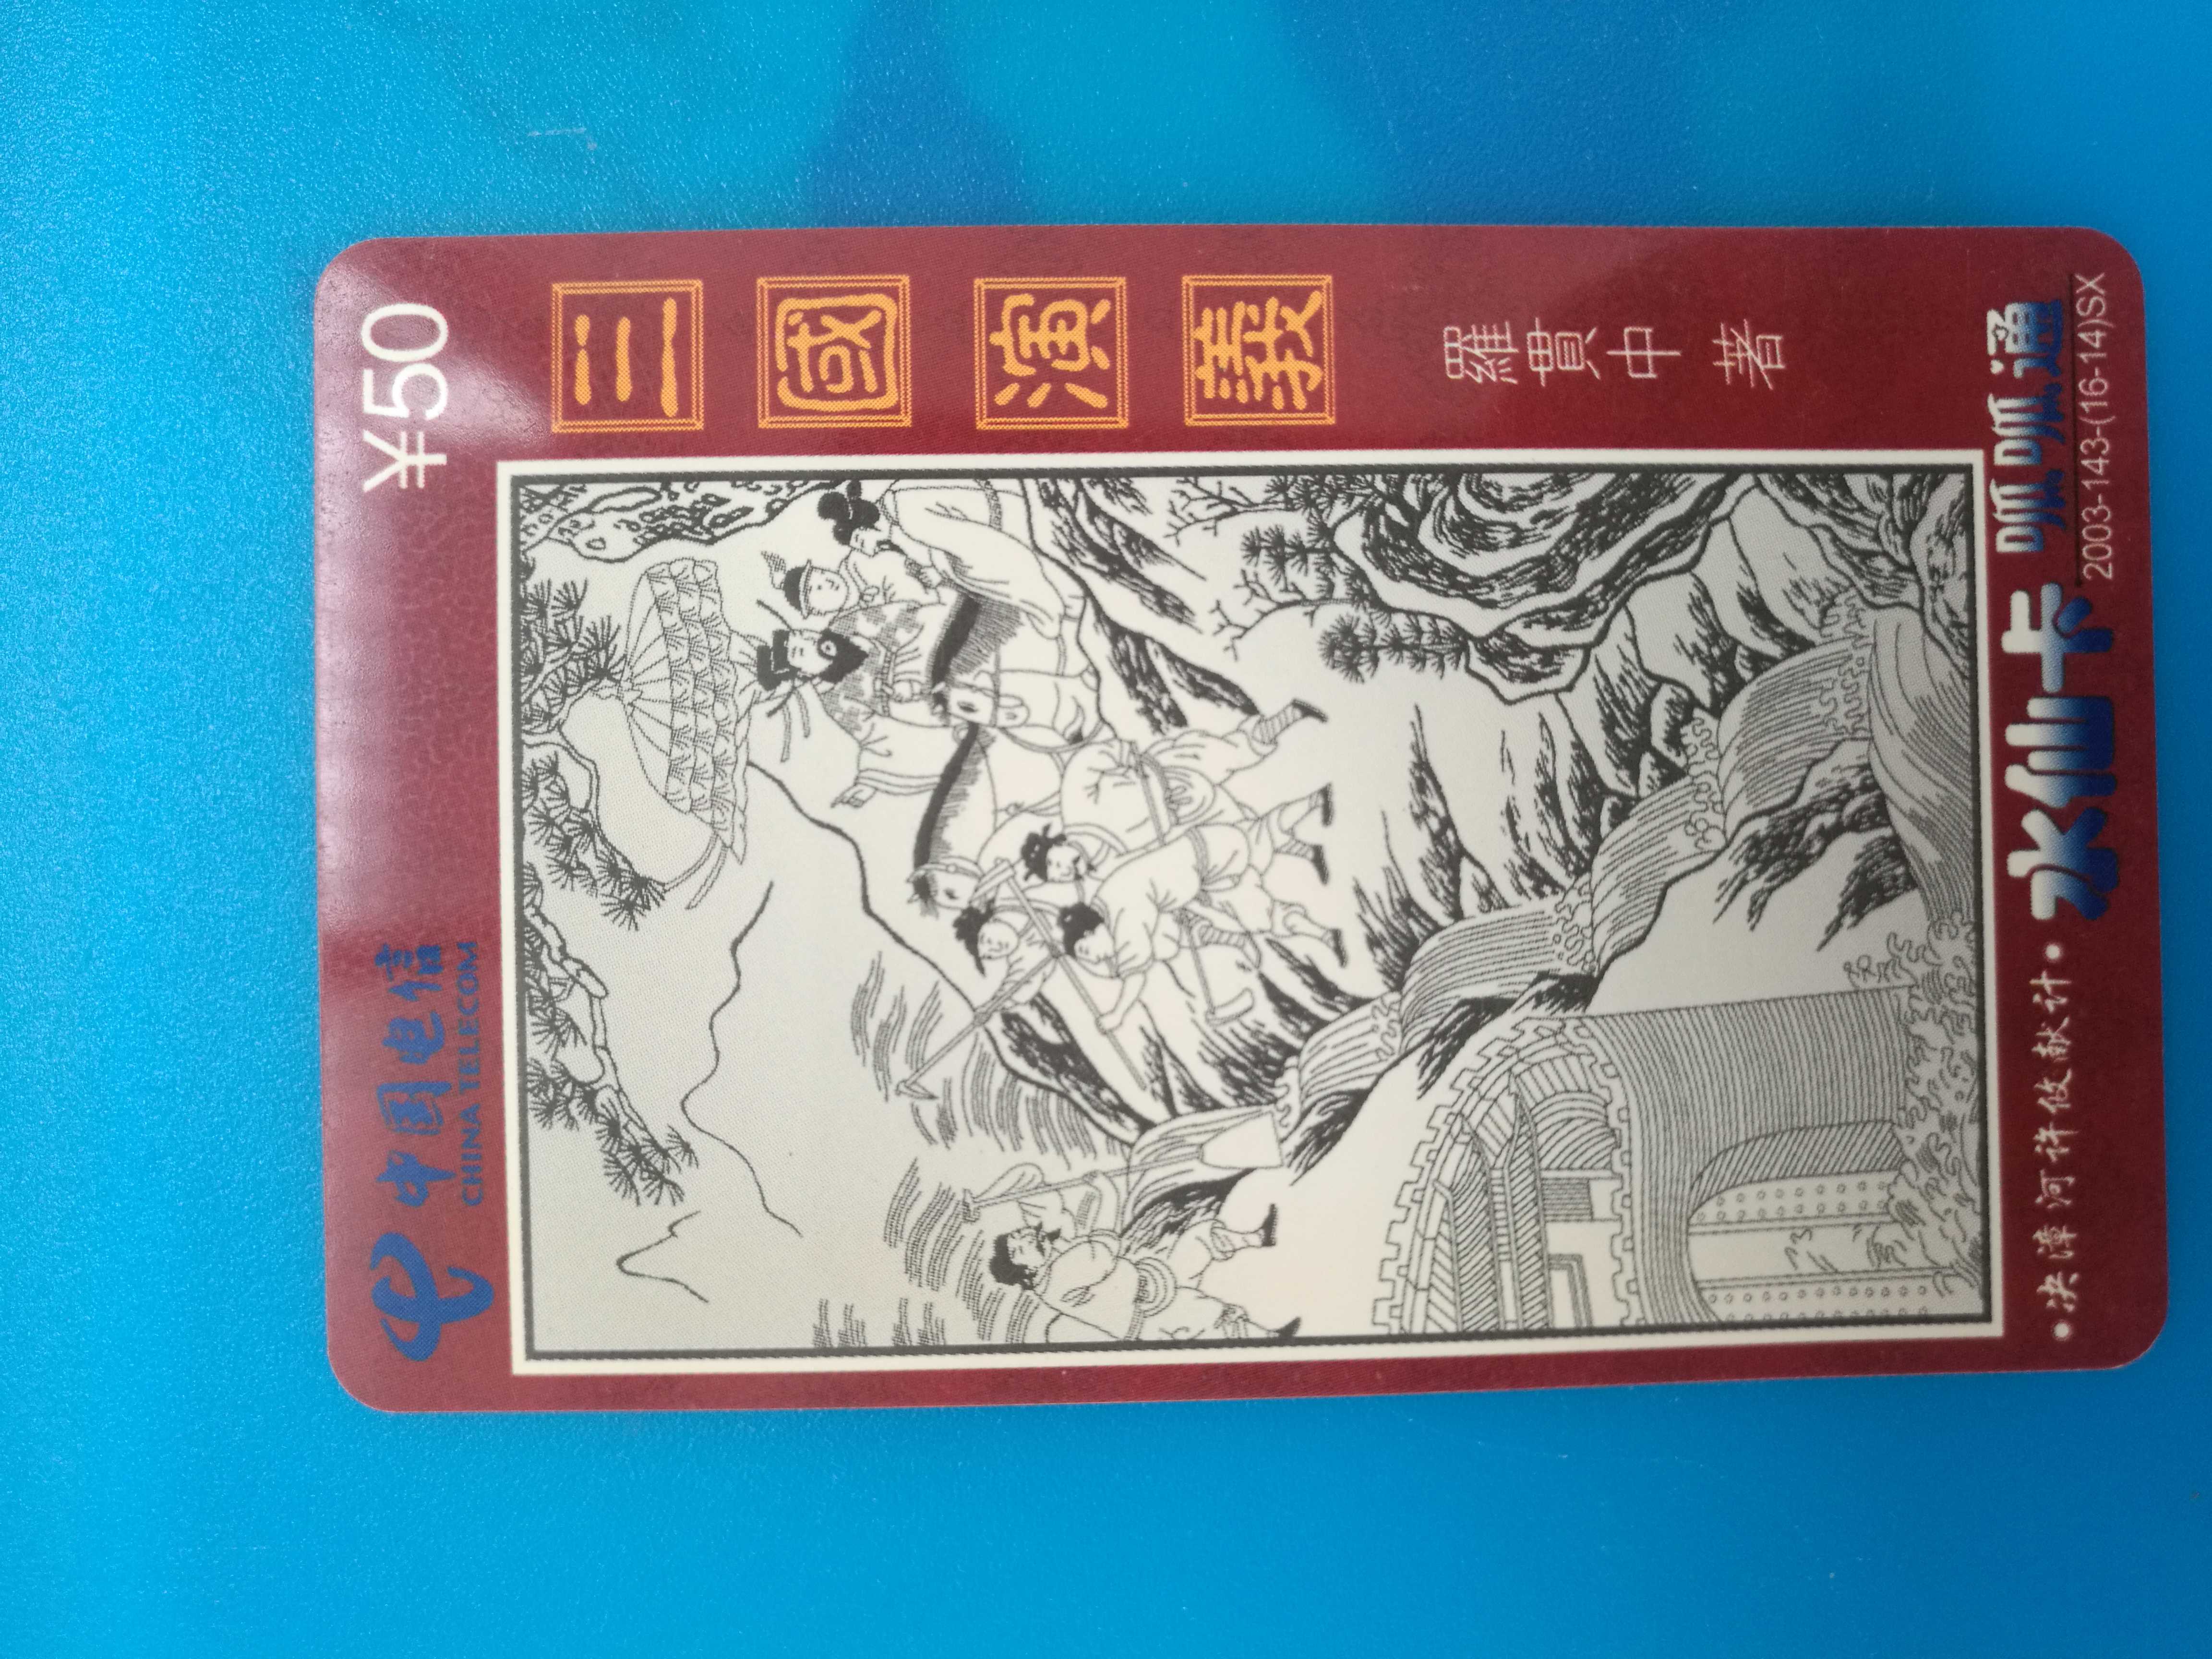 中国电信
CHINA TELECOM
¥50
三國演義
羅貫中 著
•决漳河许攸献计•
水仙卡
呱呱通
2003-143-(16-14)SX